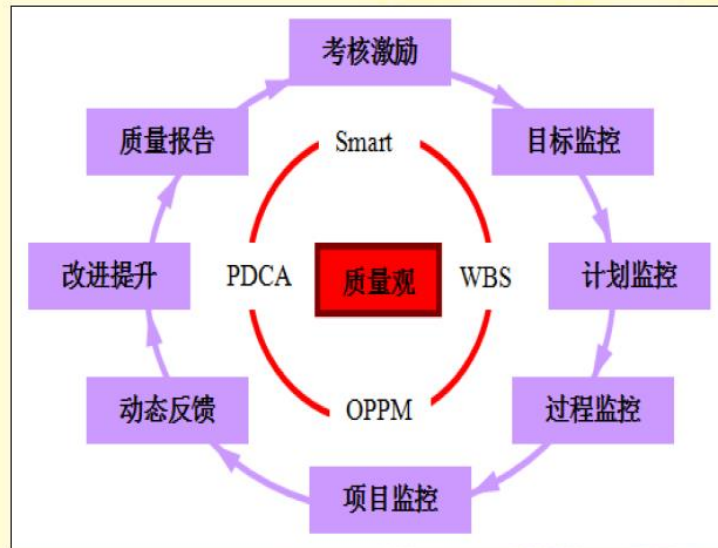 考核激励
质量报告
目标监控
Smart
改进提升
PDCA
质量观
WBS
计划监控
动态反馈
OPPM
过程监控
项目监控